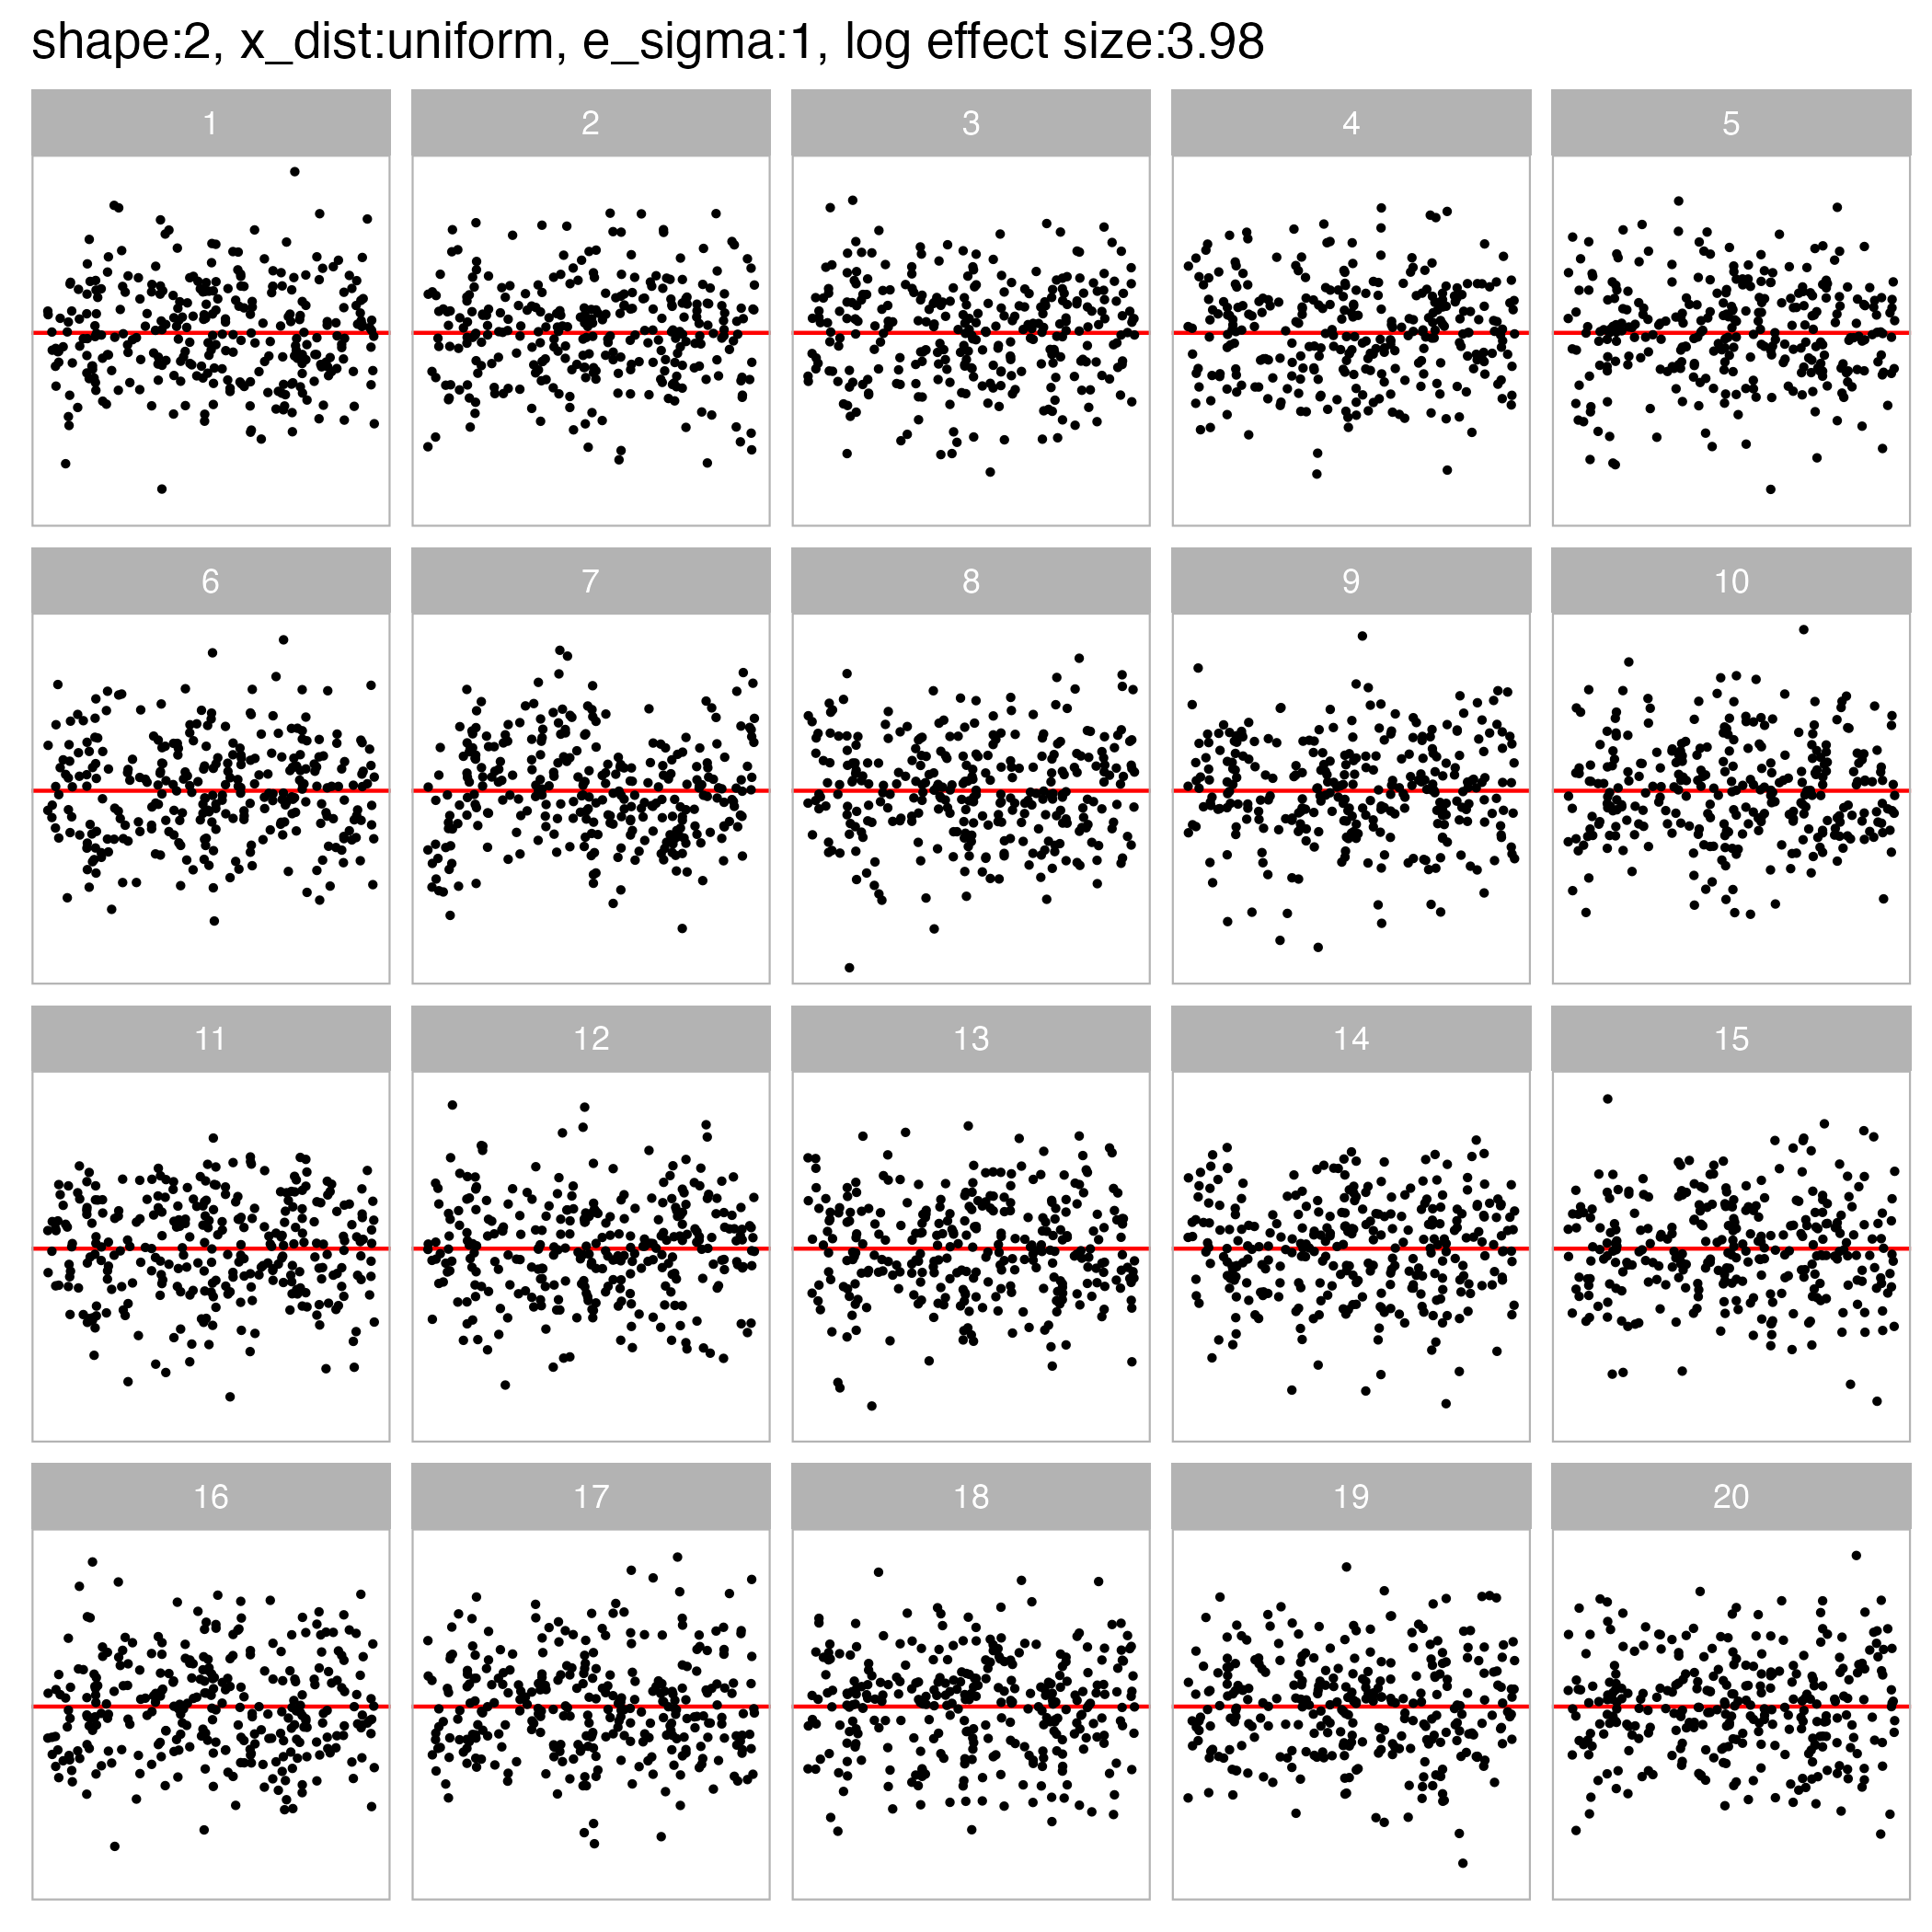 shape:2, x_dist:uniform, e_sigma:1, log effect size:3.98
1 2 3 4 5
6 7 8 9 10
11 12 13 14 15
16 17 18 19 20